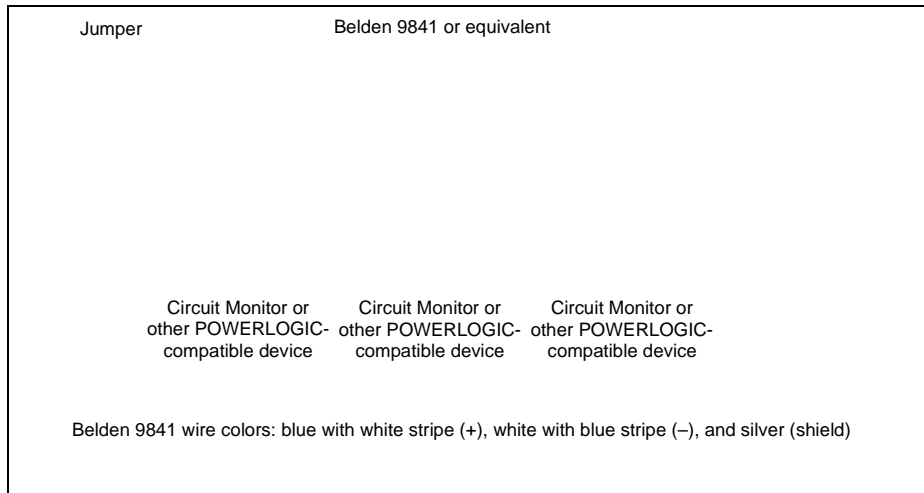 Jumper
Belden 9841 or equivalent
Circuit Monitor or
other POWERLOGIC-
compatible device
Circuit Monitor or
other POWERLOGIC-
compatible device
Circuit Monitor or
other POWERLOGIC-
compatible device
Belden 9841 wire colors: blue with white stripe (+), white with blue stripe (–), and silver (shield)